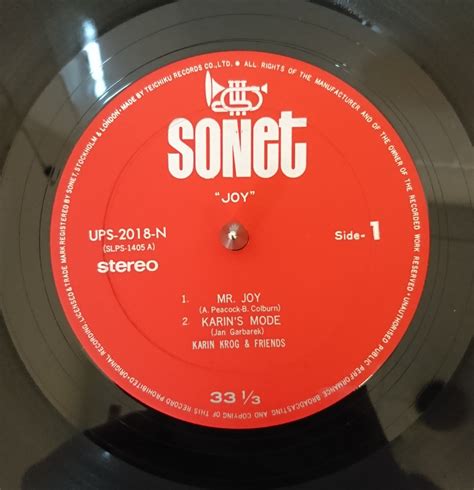 SONET
"JOY"
UPS-2018-N
(SLPS-1405 A)
stereo
Side-1
1. MR. JOY
(A. Peacock-B. Colburn)
2. KARIN'S MODE
(Jan Garbarek)
KARIN KROG & FRIENDS
33 1/3
TRADE MARK REGISTERED BY SONET, STOCKHOLM & LONDON·MADE BY TEICHIKU RECORDS CO., LTD. ● ALL RIGHTS OF THE MANUFACTURER AND OF THE OWNER OF THE RECORDED WORK RESERVED·UNAUTHORISED PUBLIC PERFORMANCE BROADCASTING AND COPYING OF THIS RECORD PROHIBITED·ORIGINAL RECORDING LICENSED &